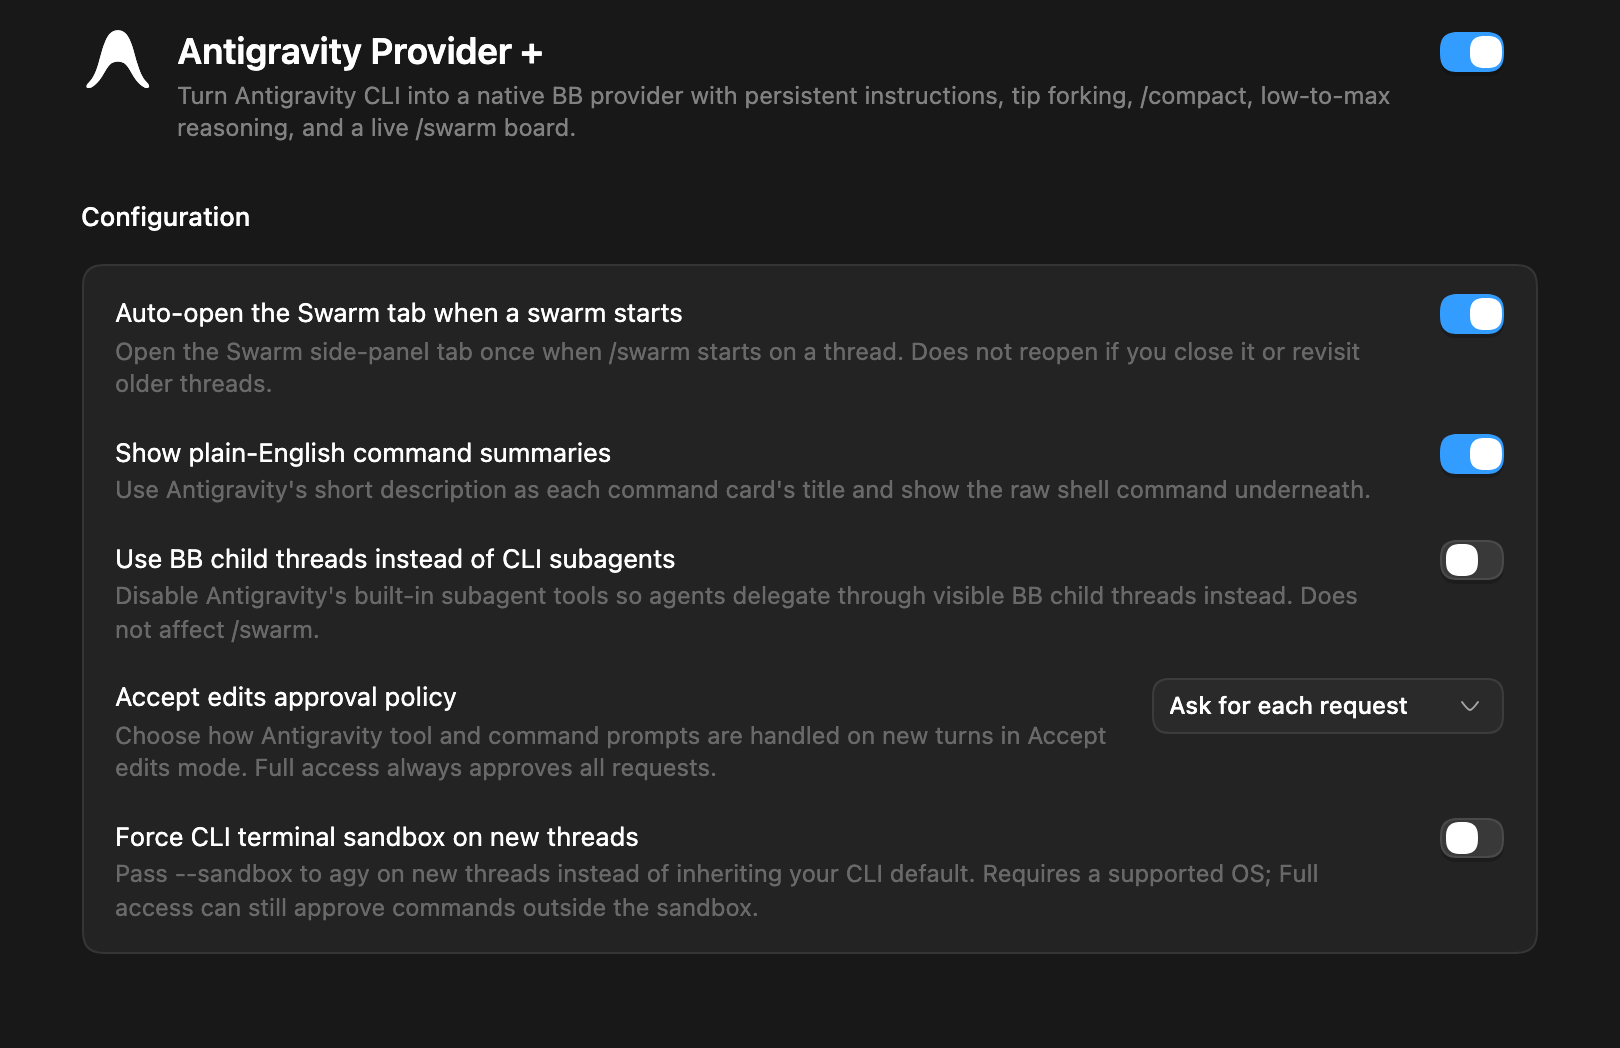 Antigravity Provider +
Turn Antigravity CLI into a native BB provider with persistent instructions, tip forking, /compact, low-to-max
reasoning, and a live /swarm board.
Configuration
Auto-open the Swarm tab when a swarm starts
Open the Swarm side-panel tab once when /swarm starts on a thread. Does not reopen if you close it or revisit
older threads.
Show plain-English command summaries
Use Antigravity's short description as each command card's title and show the raw shell command underneath.
Use BB child threads instead of CLI subagents
Disable Antigravity's built-in subagent tools so agents delegate through visible BB child threads instead. Does
not affect /swarm.
Accept edits approval policy
Ask for each request
Choose how Antigravity tool and command prompts are handled on new turns in Accept
edits mode. Full access always approves all requests.
Force CLI terminal sandbox on new threads
Pass --sandbox to agy on new threads instead of inheriting your CLI default. Requires a supported OS; Full
access can still approve commands outside the sandbox.